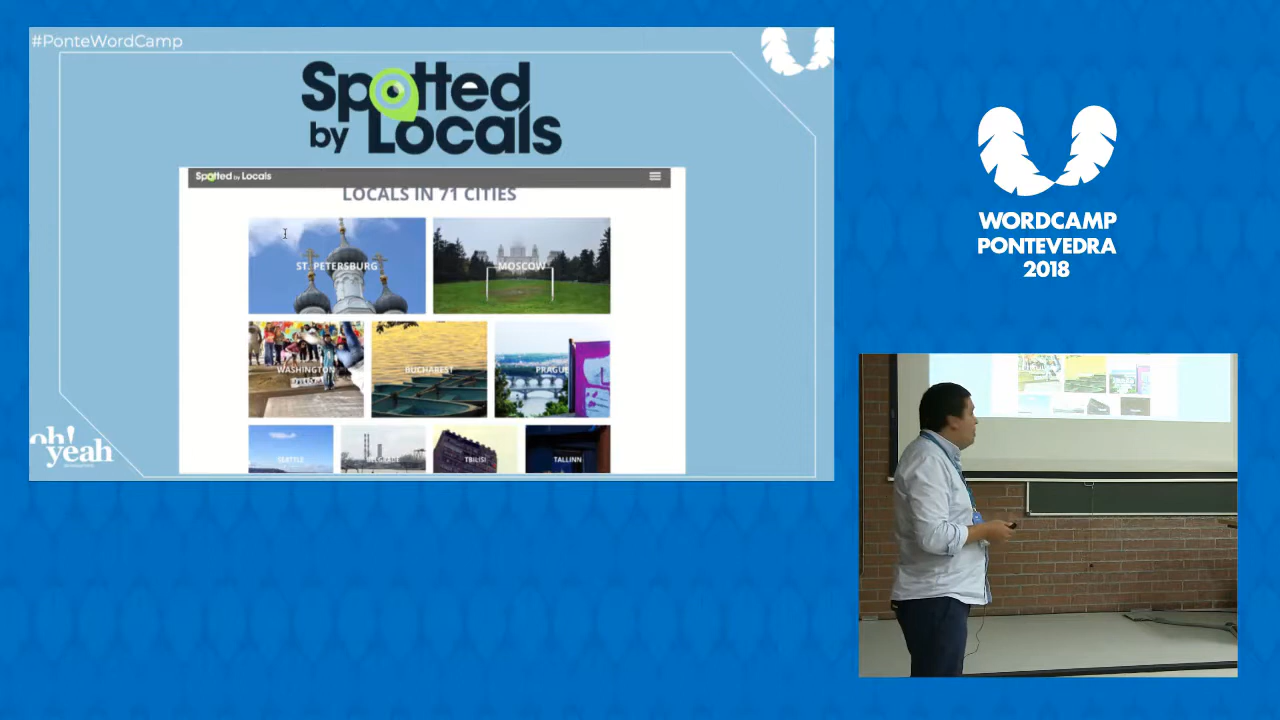 #PonteWordCamp
Spotted
by Locals
Spotted by Locals
LOCALS IN 71 CITIES
ST. PETERSBURG
MOSCOW
WASHINGTON
BUCHAREST
PRAGUE
SEATTLE
BELGRADE
TBILISI
TALLINN
oh!
yeah
WORDCAMP
PONTEVEDRA
2018